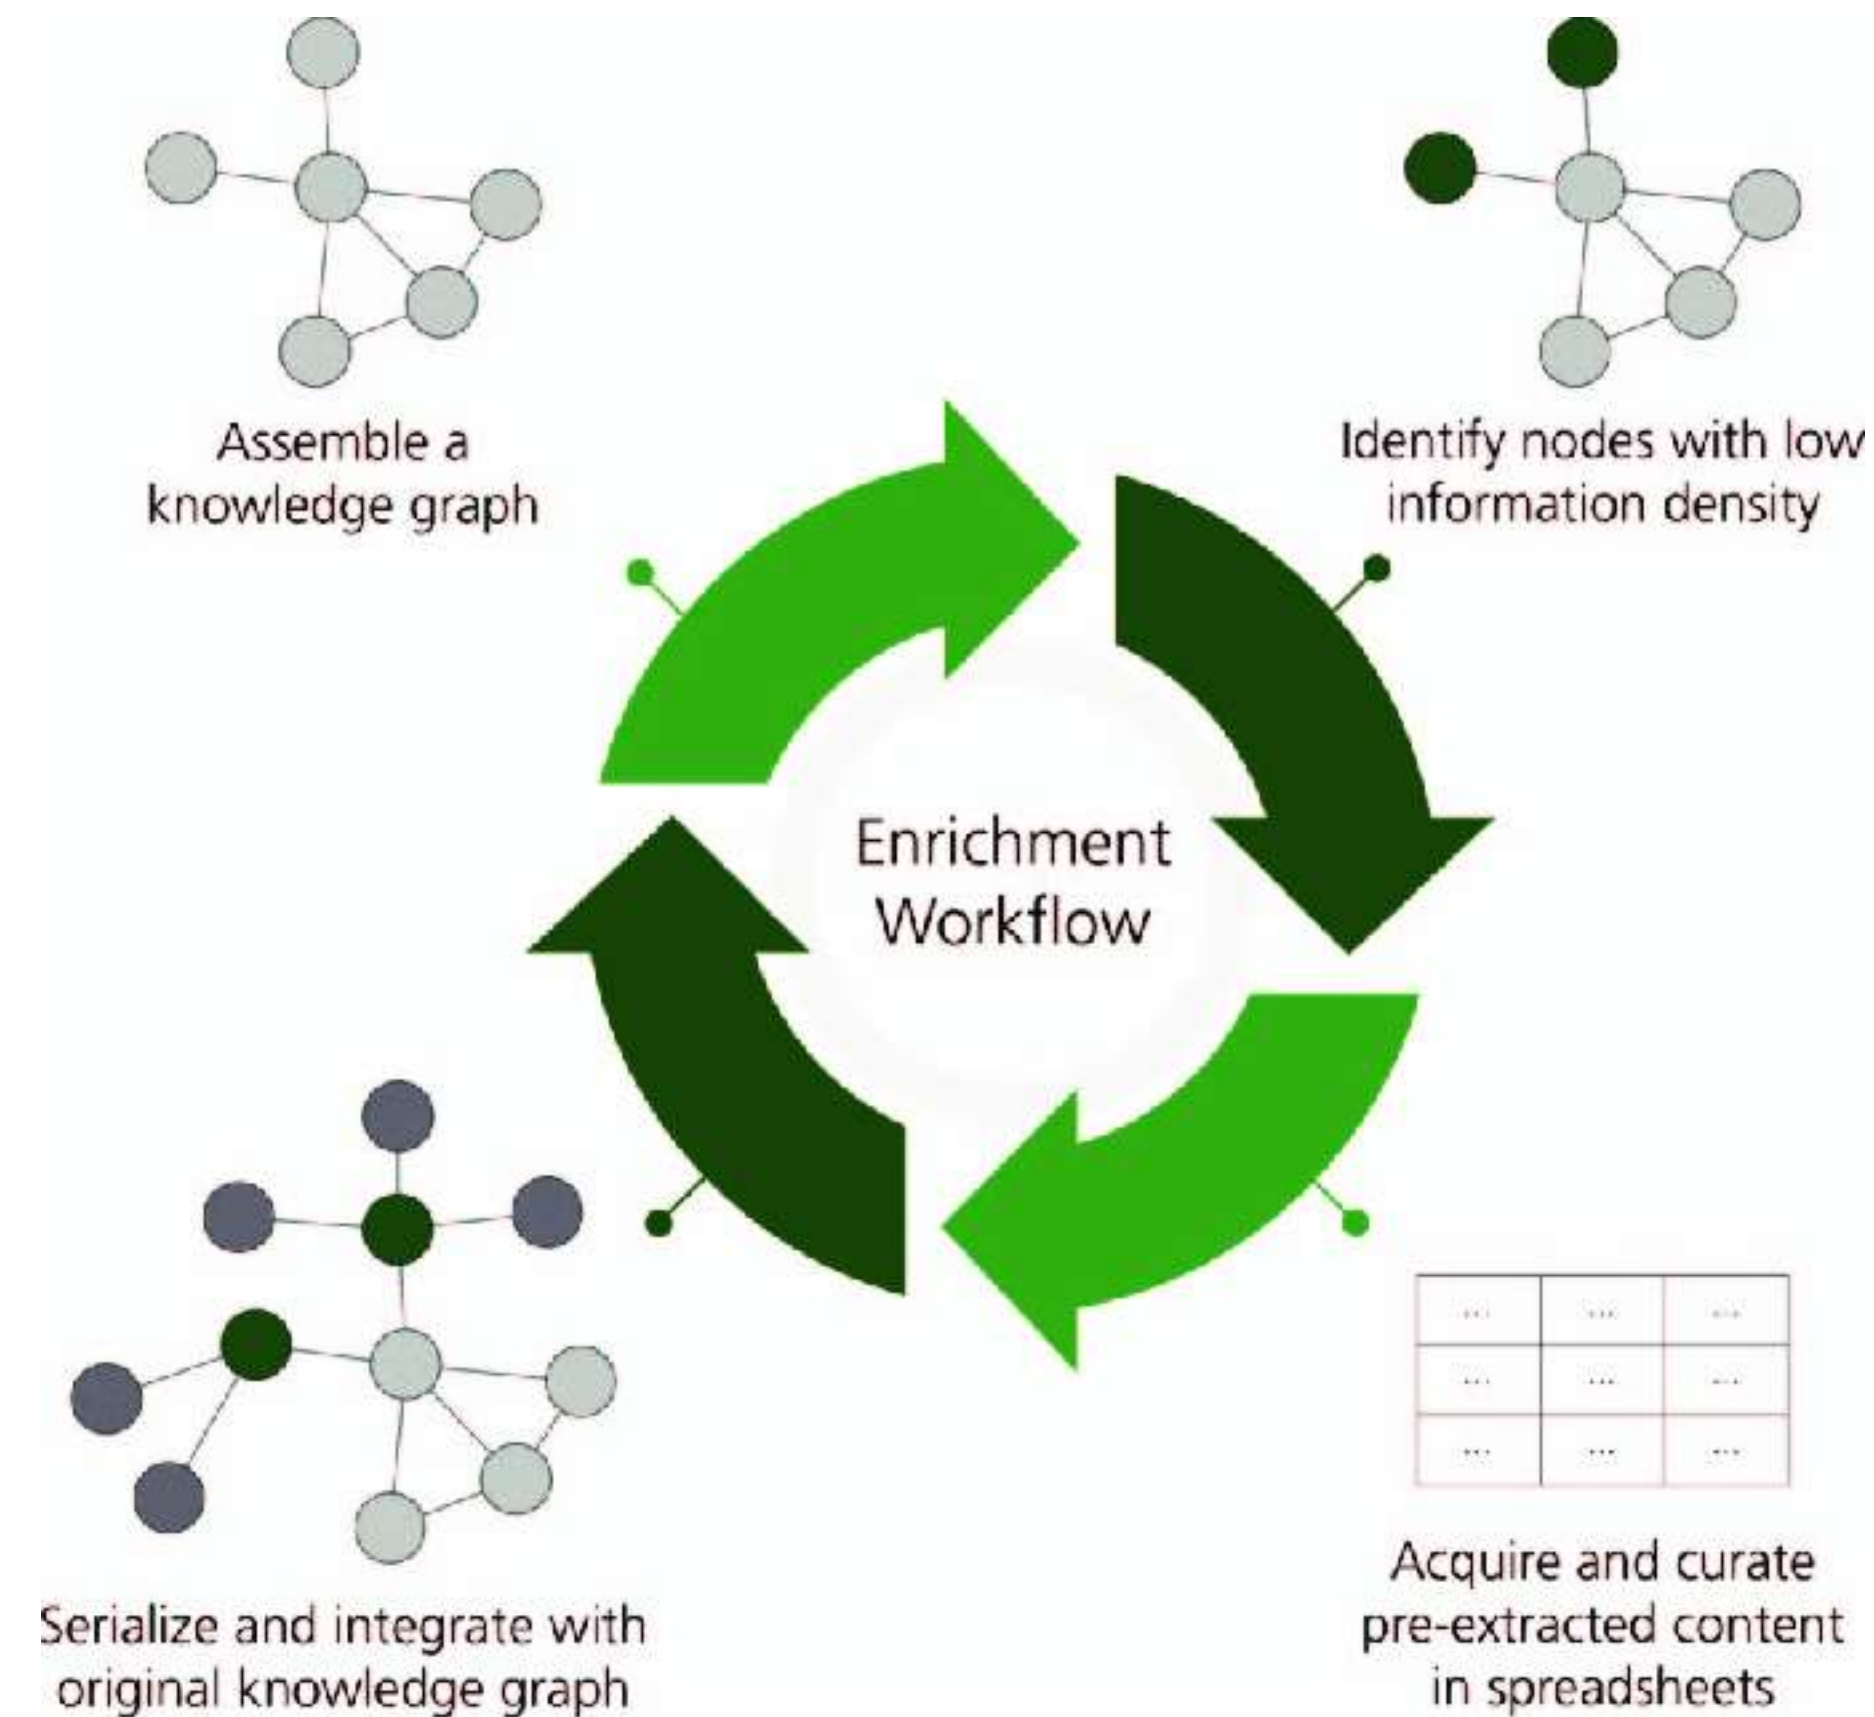 Assemble a
knowledge graph
Identify nodes with low
information density
Enrichment
Workflow
... ... ...
... ... ...
... ... ...
Acquire and curate
pre-extracted content
in spreadsheets
Serialize and integrate with
original knowledge graph